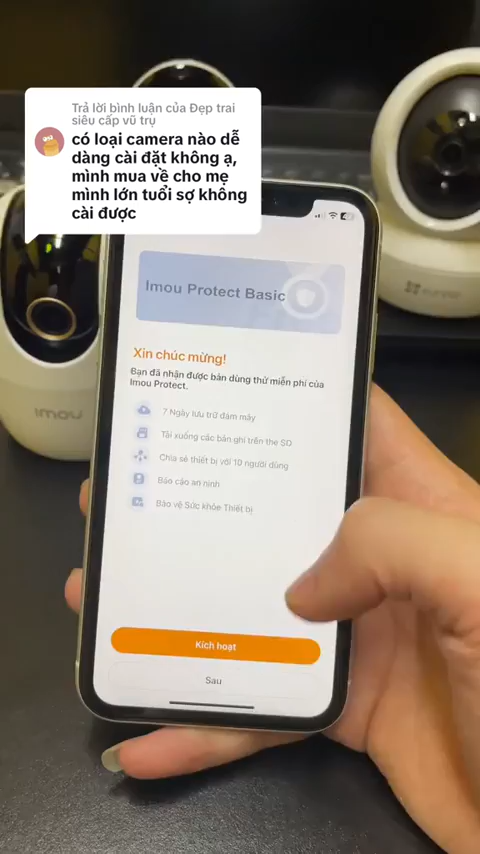 Trả lời bình luận của Đẹp trai
siêu cấp vũ trụ
có loại camera nào dễ
dàng cài đặt không ạ,
mình mua về cho mẹ
mình lớn tuổi sợ không
cài được
Imou Protect Basic
Xin chúc mừng!
Bạn đã nhận được bản dùng thử miễn phí của
Imou Protect.
7 Ngày lưu trữ đám mây
Tải xuống các bản ghi trên thẻ SD
Chia sẻ thiết bị với 10 người dùng
Báo cáo an ninh
Bảo vệ Sức khỏe Thiết bị
Kích hoạt
Sau
imou